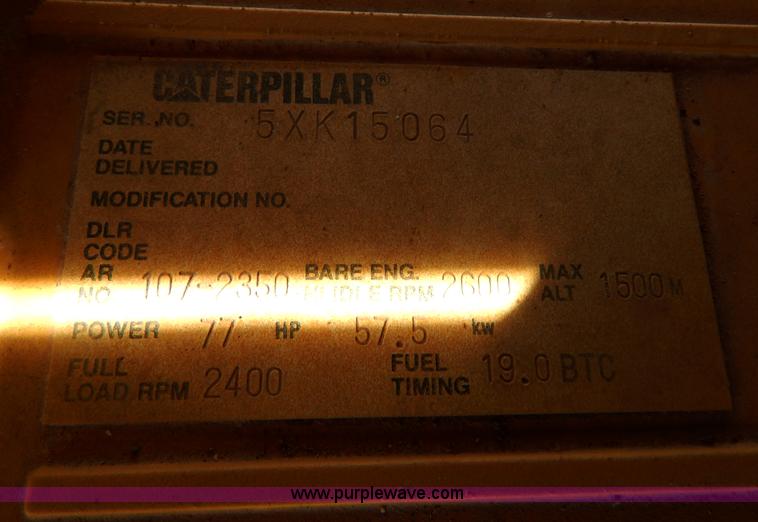 CATERPILLAR®
SER. NO. 5XK15064
DATE
DELIVERED
MODIFICATION NO.
DLR
CODE
AR NO 107-2350 BARE ENG. HI IDLE RPM 2600 MAX ALT 1500 M
POWER 77 HP 57.5 kw
FULL LOAD RPM 2400 FUEL TIMING 19.0 BTC
www.purplewave.com